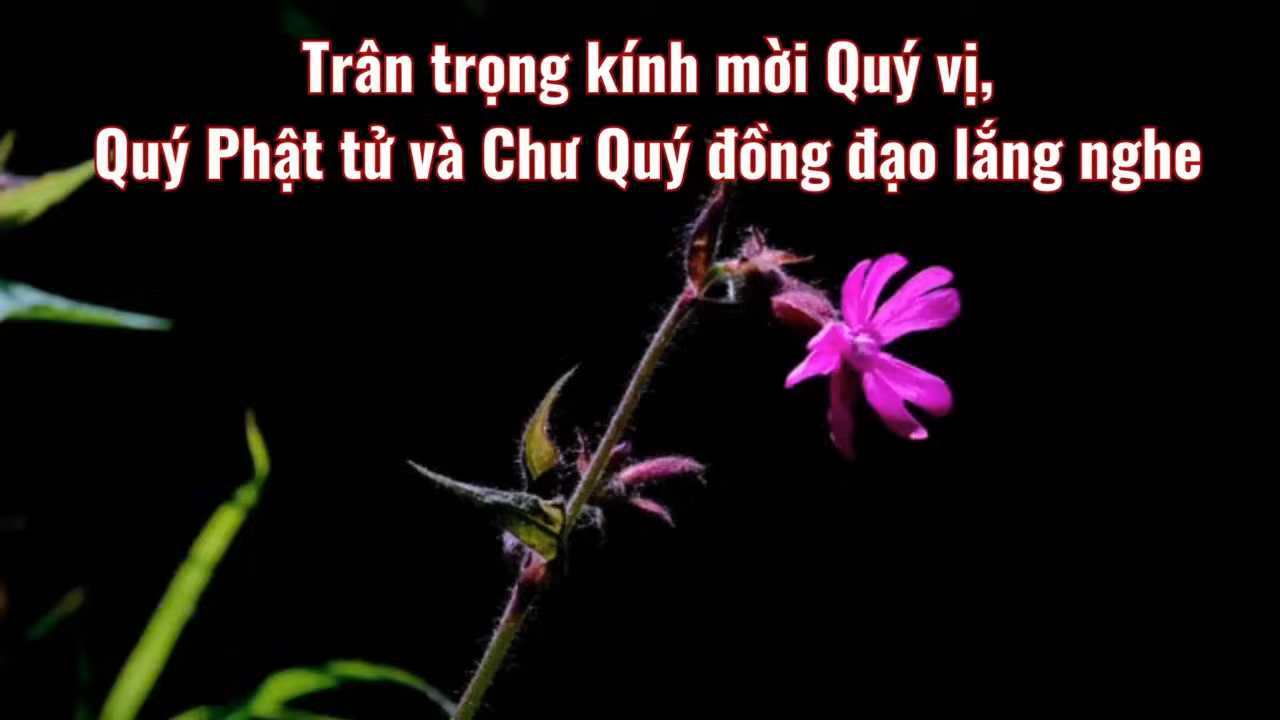 Trân trọng kính mời Quý vị,
Quý Phật tử và Chư Quý đồng đạo lắng nghe